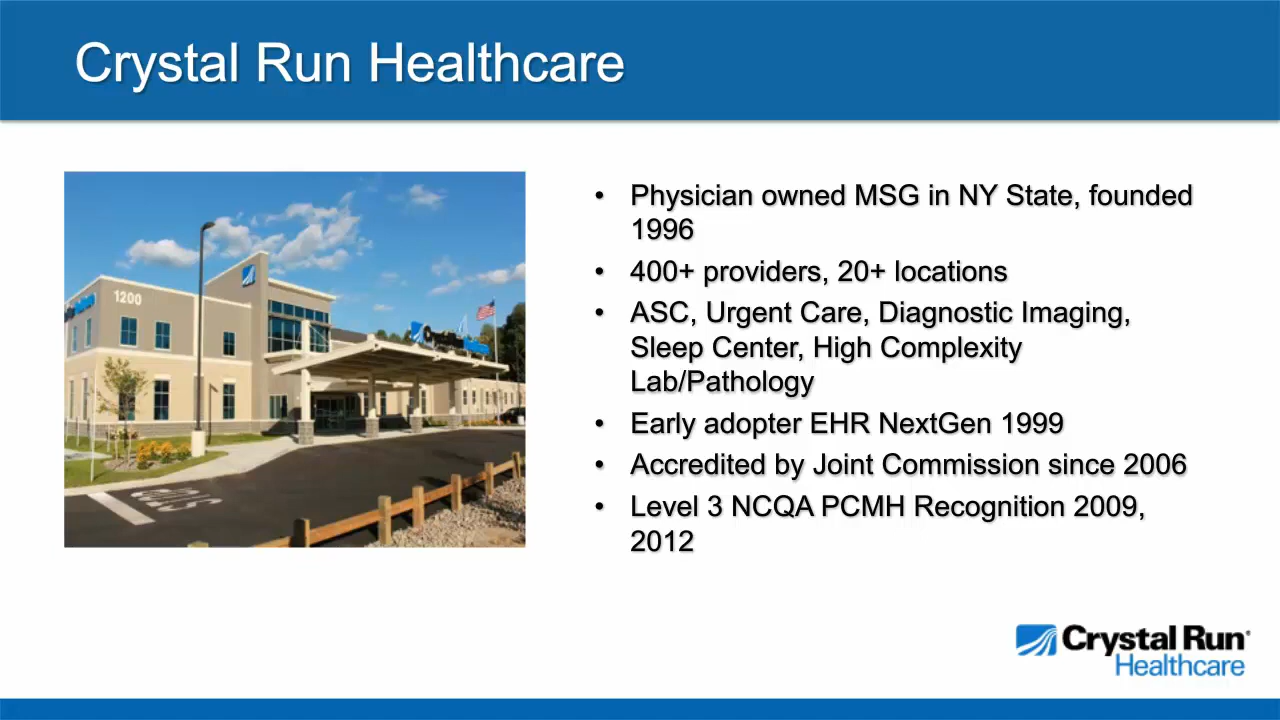 Crystal Run Healthcare
1200
STOP
• Physician owned MSG in NY State, founded
1996
• 400+ providers, 20+ locations
• ASC, Urgent Care, Diagnostic Imaging,
Sleep Center, High Complexity
Lab/Pathology
• Early adopter EHR NextGen 1999
• Accredited by Joint Commission since 2006
• Level 3 NCQA PCMH Recognition 2009,
2012
Crystal Run
Healthcare